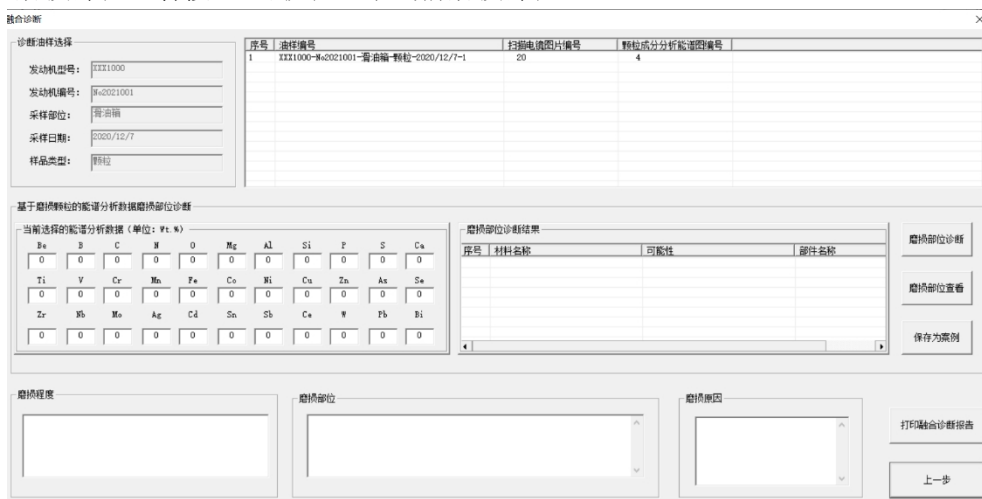 融合诊断
诊断油样选择
发动机型号: XXX1000
发动机编号: No2021001
采样部位: 滑油箱
采样日期: 2020/12/7
样品类型: 颗粒
序号 油样编号 扫描电镜图片编号 颗粒成分分析能谱图编号
1 XXX1000-No2021001-滑油箱-颗粒-2020/12/7-1 20 4
基于磨损颗粒的能谱分析数据磨损部位诊断
当前选择的能谱分析数据(单位: Wt.%)
Be B C N O Mg Al Si P S Ca
0 0 0 0 0 0 0 0 0 0 0
Ti V Cr Mn Fe Co Ni Cu Zn As Se
0 0 0 0 0 0 0 0 0 0 0
Zr Nb Mo Ag Cd Sn Sb Ce W Pb Bi
0 0 0 0 0 0 0 0 0 0 0
磨损部位诊断结果
序号 材料名称 可能性 部件名称
磨损部位诊断
磨损部位查看
保存为案例
磨损程度
磨损部位
磨损原因
打印融合诊断报告
上一步